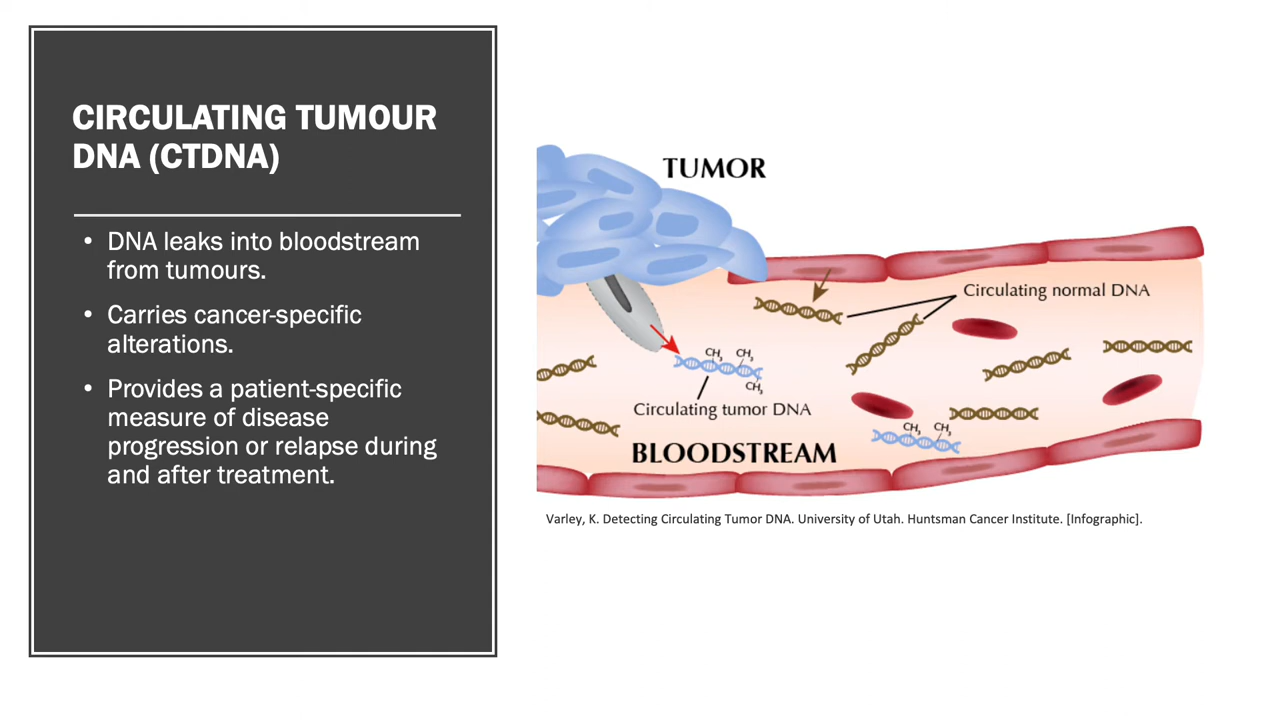 CIRCULATING TUMOUR
DNA (CTDNA)
• DNA leaks into bloodstream
from tumours.
• Carries cancer-specific
alterations.
• Provides a patient-specific
measure of disease
progression or relapse during
and after treatment.
TUMOR
Circulating normal DNA
CH₃ CH₃
CH₃
Circulating tumor DNA
CH₃ CH₃
BLOODSTREAM
Varley, K. Detecting Circulating Tumor DNA. University of Utah. Huntsman Cancer Institute. [Infographic].